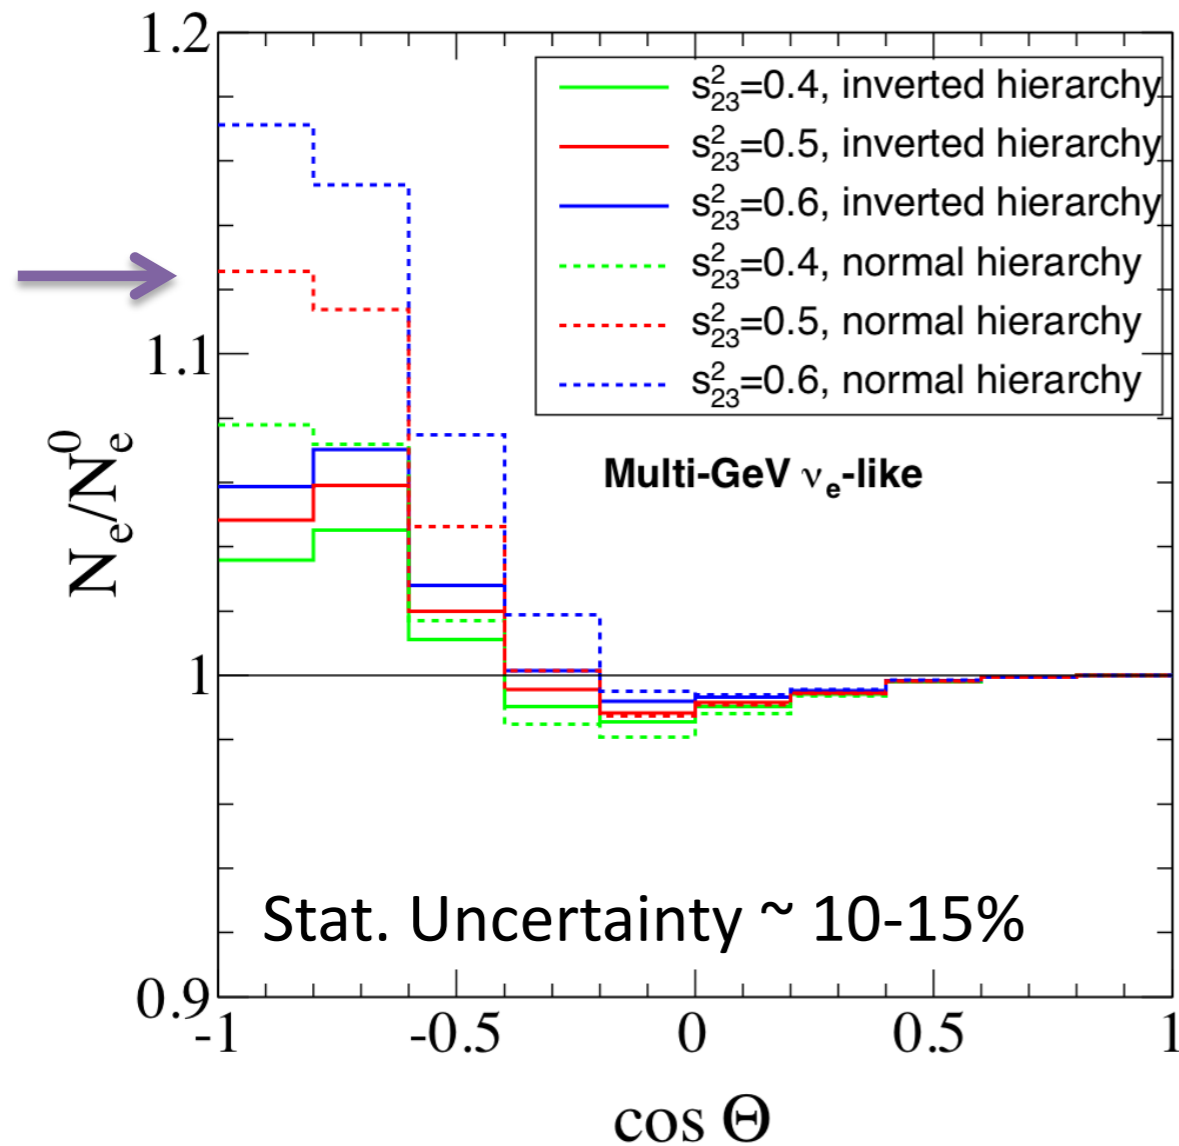 1.2
s²₂₃=0.4, inverted hierarchy
s²₂₃=0.5, inverted hierarchy
s²₂₃=0.6, inverted hierarchy
s²₂₃=0.4, normal hierarchy
s²₂₃=0.5, normal hierarchy
s²₂₃=0.6, normal hierarchy
1.1
Nₑ/Nₑ⁰
Multi-GeV νₑ-like
1
Stat. Uncertainty ~ 10-15%
0.9
-1 -0.5 0 0.5 1
cos Θ